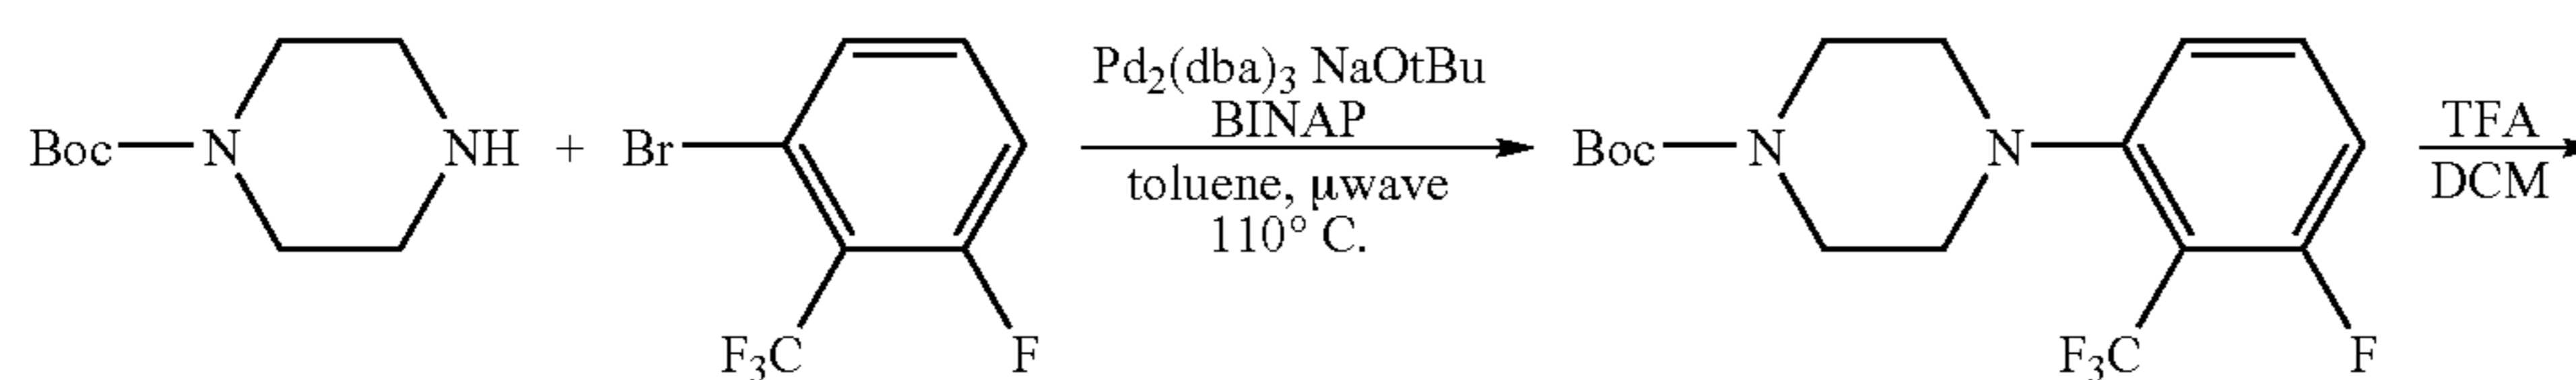 Pd2(dba)3 NaOtBu
BINAP
toluene, μwave
110° C.
Boc N NH + Br
F3C F
Boc N N
F3C F
TFA
DCM